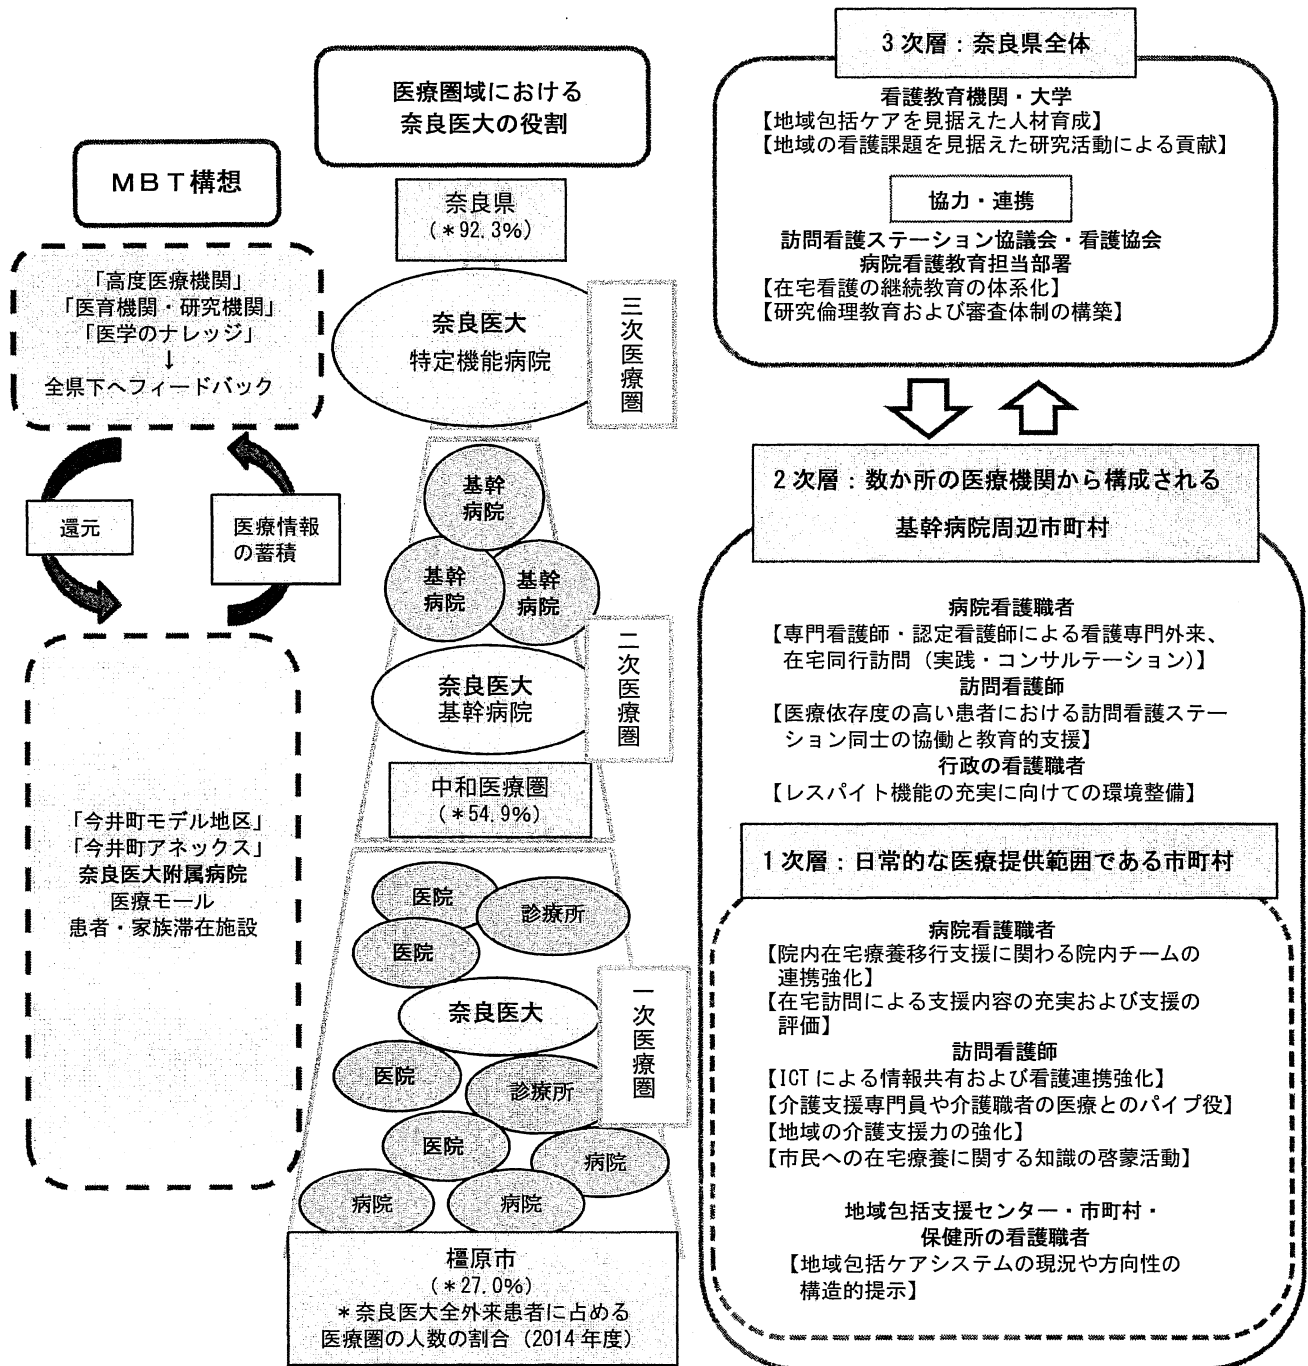 MBT構想
「高度医療機関」
「医育機関・研究機関」
「医学のナレッジ」
↓
全県下へフィードバック
還元
医療情報
の蓄積
「今井町モデル地区」
「今井町アネックス」
奈良医大附属病院
医療モール
患者・家族滞在施設
医療圏域における
奈良医大の役割
奈良県
(*92.3%)
奈良医大
特定機能病院
三次医療圏
基幹
病院
基幹
病院
基幹
病院
奈良医大
基幹病院
二次医療圏
中和医療圏
(*54.9%)
医院
診療所
医院
奈良医大
一次医療圏
医院
診療所
医院
病院
病院
病院
橿原市
(*27.0%)
*奈良医大全外来患者に占める
医療圏の人数の割合(2014年度)
3次層:奈良県全体
看護教育機関・大学
【地域包括ケアを見据えた人材育成】
【地域の看護課題を見据えた研究活動による貢献】
協力・連携
訪問看護ステーション協議会・看護協会
病院看護教育担当部署
【在宅看護の継続教育の体系化】
【研究倫理教育および審査体制の構築】
2次層:数か所の医療機関から構成される
基幹病院周辺市町村
病院看護職者
【専門看護師・認定看護師による看護専門外来、
在宅同行訪問(実践・コンサルテーション)】
訪問看護師
【医療依存度の高い患者における訪問看護ステー
ション同士の協働と教育的支援】
行政の看護職者
【レスパイト機能の充実に向けての環境整備】
1次層:日常的な医療提供範囲である市町村
病院看護職者
【院内在宅療養移行支援に関わる院内チームの
連携強化】
【在宅訪問による支援内容の充実および支援の
評価】
訪問看護師
【ICTによる情報共有および看護連携強化】
【介護支援専門員や介護職者の医療とのパイプ役】
【地域の介護支援力の強化】
【市民への在宅療養に関する知識の啓蒙活動】
地域包括支援センター・市町村・
保健所の看護職者
【地域包括ケアシステムの現況や方向性の
構造的提示】